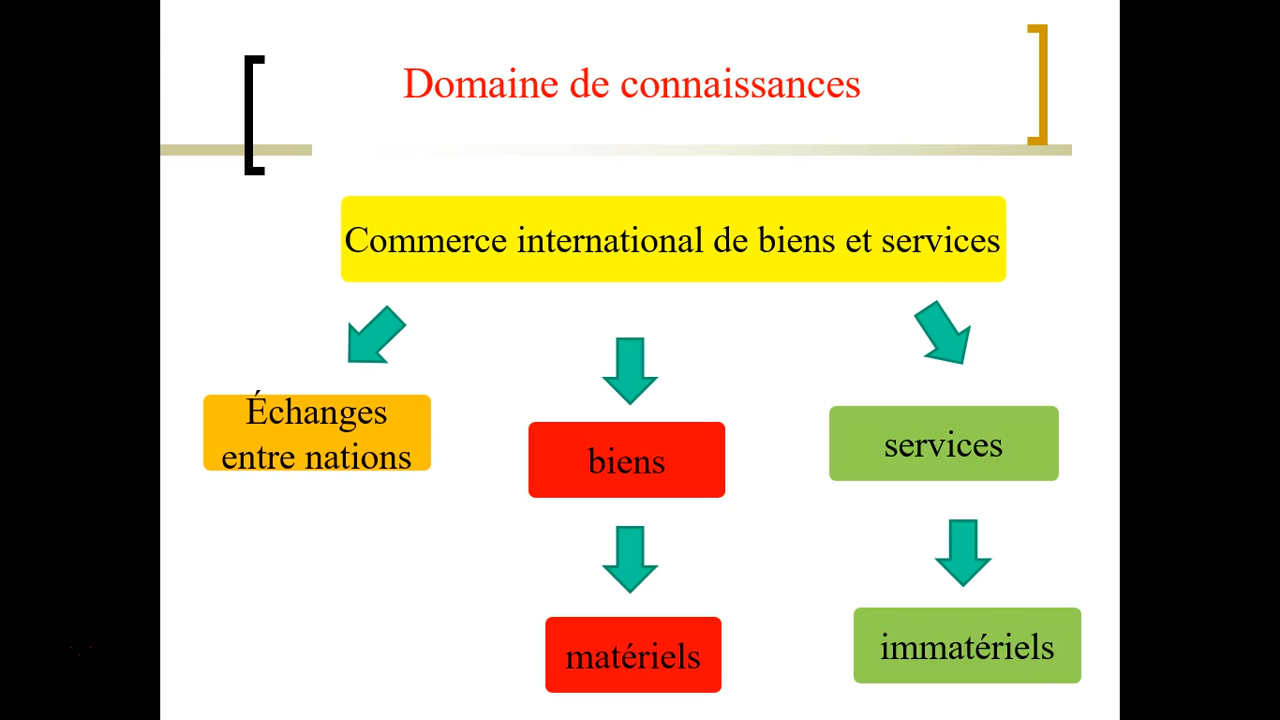 Domaine de connaissances
Commerce international de biens et services
Échanges
entre nations
biens
services
matériels
immatériels